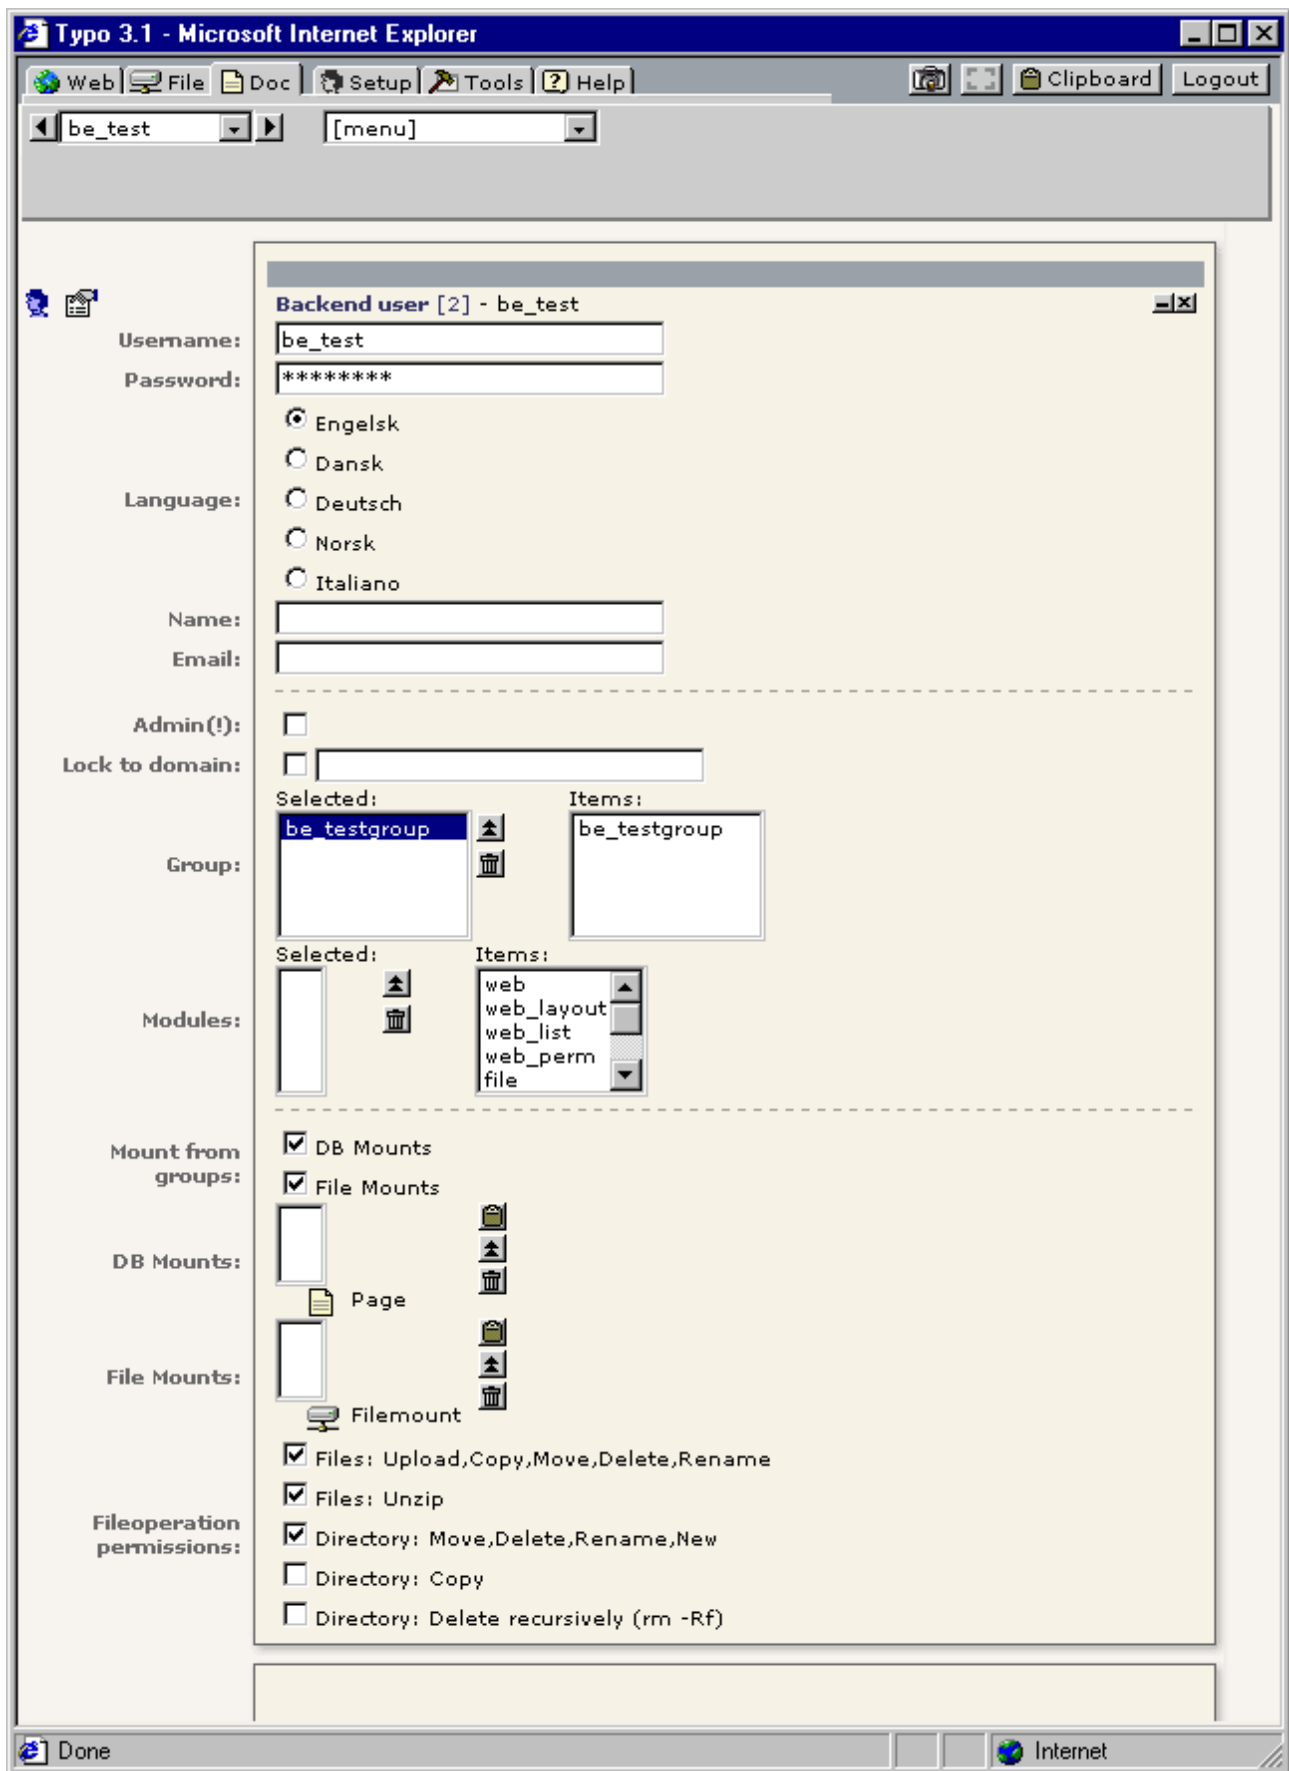 Typo 3.1 - Microsoft Internet Explorer
Web File Doc Setup Tools Help Clipboard Logout
be_test [menu]
Backend user [2] - be_test
Username: be_test
Password: ********
Engelsk
Dansk
Language: Deutsch
Norsk
Italiano
Name:
Email:
Admin(!):
Lock to domain:
Selected: Items:
be_testgroup be_testgroup
Group:
Selected: Items:
web
web_layout
Modules: web_list
web_perm
file
Mount from DB Mounts
groups:
File Mounts
DB Mounts:
Page
File Mounts:
Filemount
Files: Upload,Copy,Move,Delete,Rename
Files: Unzip
Fileoperation
permissions: Directory: Move,Delete,Rename,New
Directory: Copy
Directory: Delete recursively (rm -Rf)
Done Internet